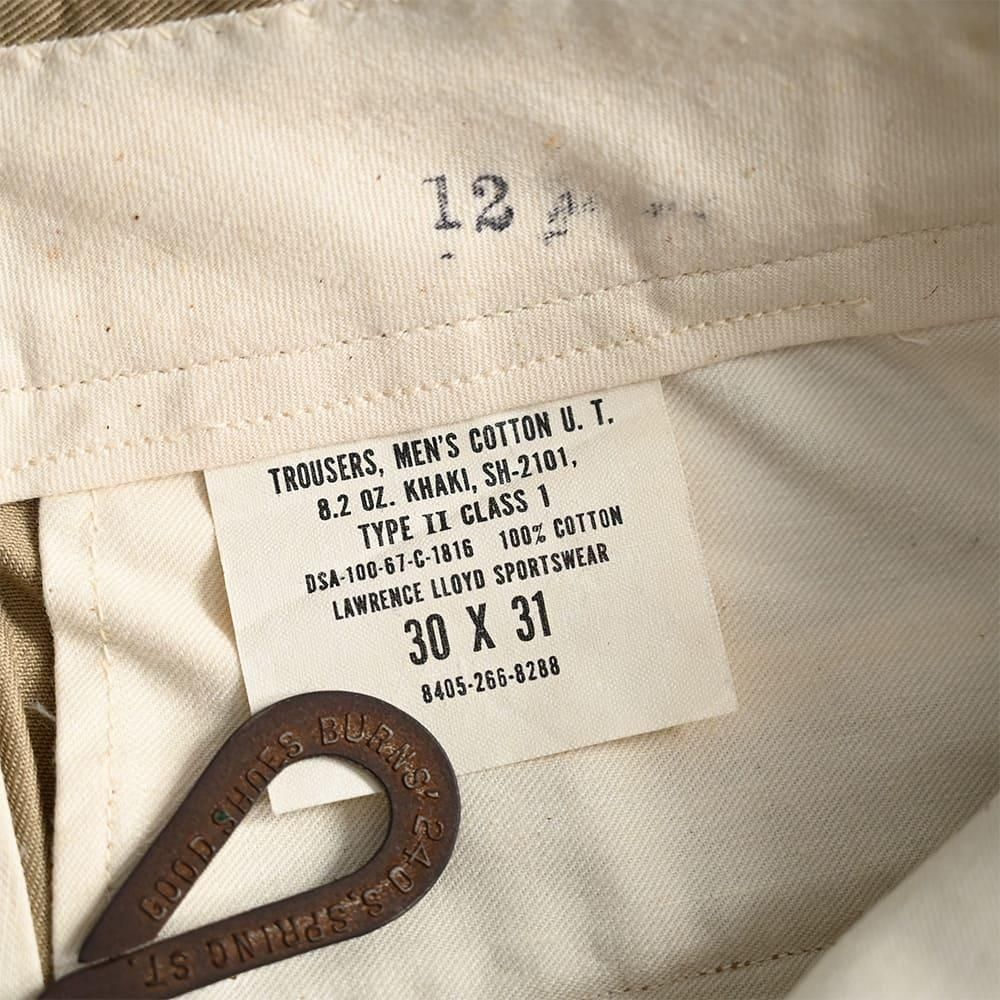 12
TROUSERS, MEN'S COTTON U. T.
8.2 OZ. KHAKI, SH-2101,
TYPE II CLASS 1
DSA-100-67-C-1816 100% COTTON
LAWRENCE LLOYD SPORTSWEAR
30 X 31
8405-266-8288
GOOD SHOES BURNS' 240 S. SPRING ST.